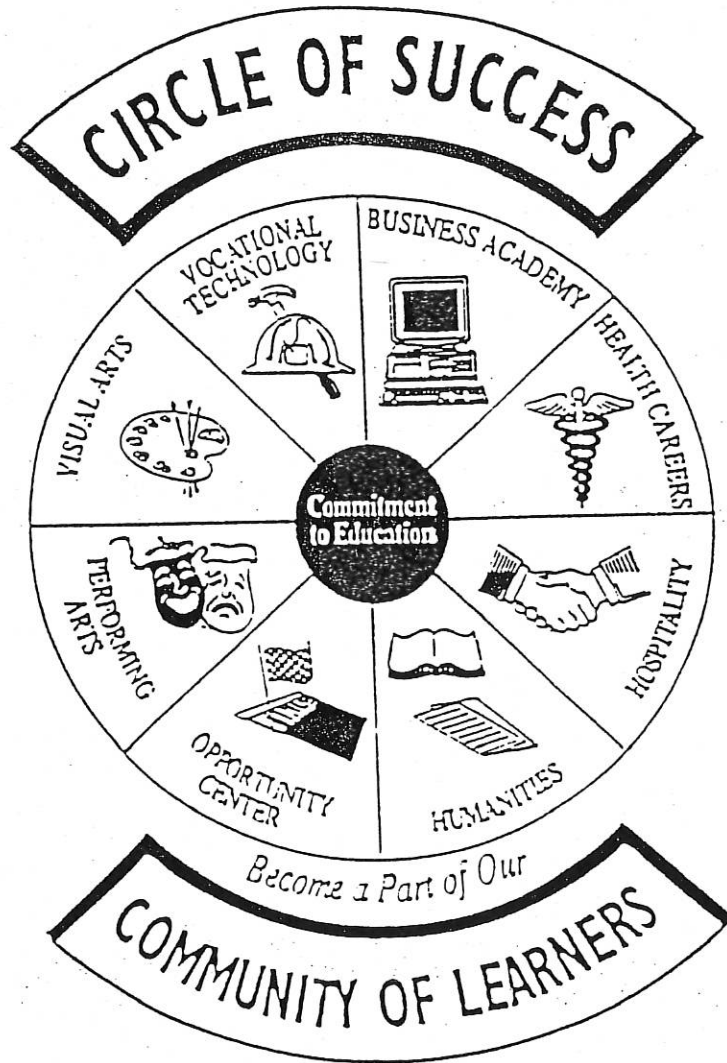 CIRCLE OF SUCCESS
VOCATIONAL
TECHNOLOGY
BUSINESS ACADEMY
HEALTH CAREERS
VISUAL ARTS
Commitment
to Education
HOSPITALITY
PERFORMING
ARTS
OPPORTUNITY
CENTER
HUMANITIES
Become a Part of Our
COMMUNITY OF LEARNERS